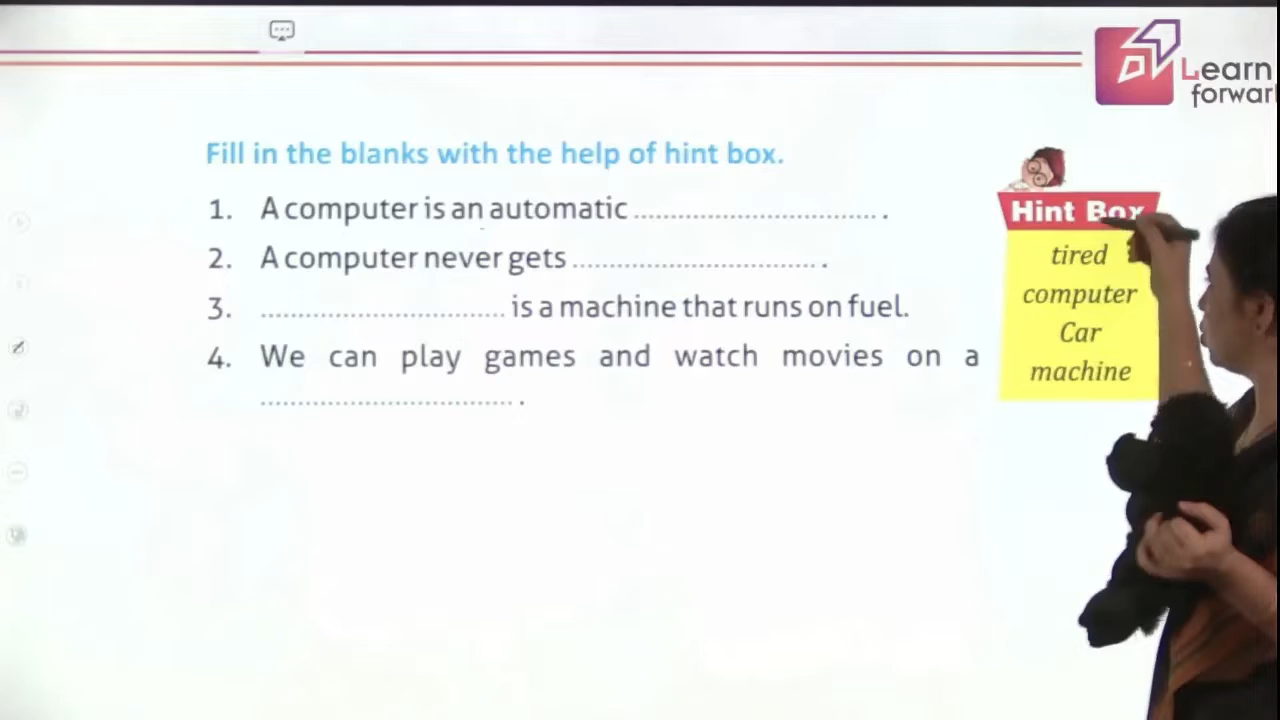 Learn
forward
Fill in the blanks with the help of hint box.
1. A computer is an automatic .............................. .
2. A computer never gets .............................. .
3. .............................. is a machine that runs on fuel.
4. We can play games and watch movies on a
.............................. .
Hint Box
tired
computer
Car
machine